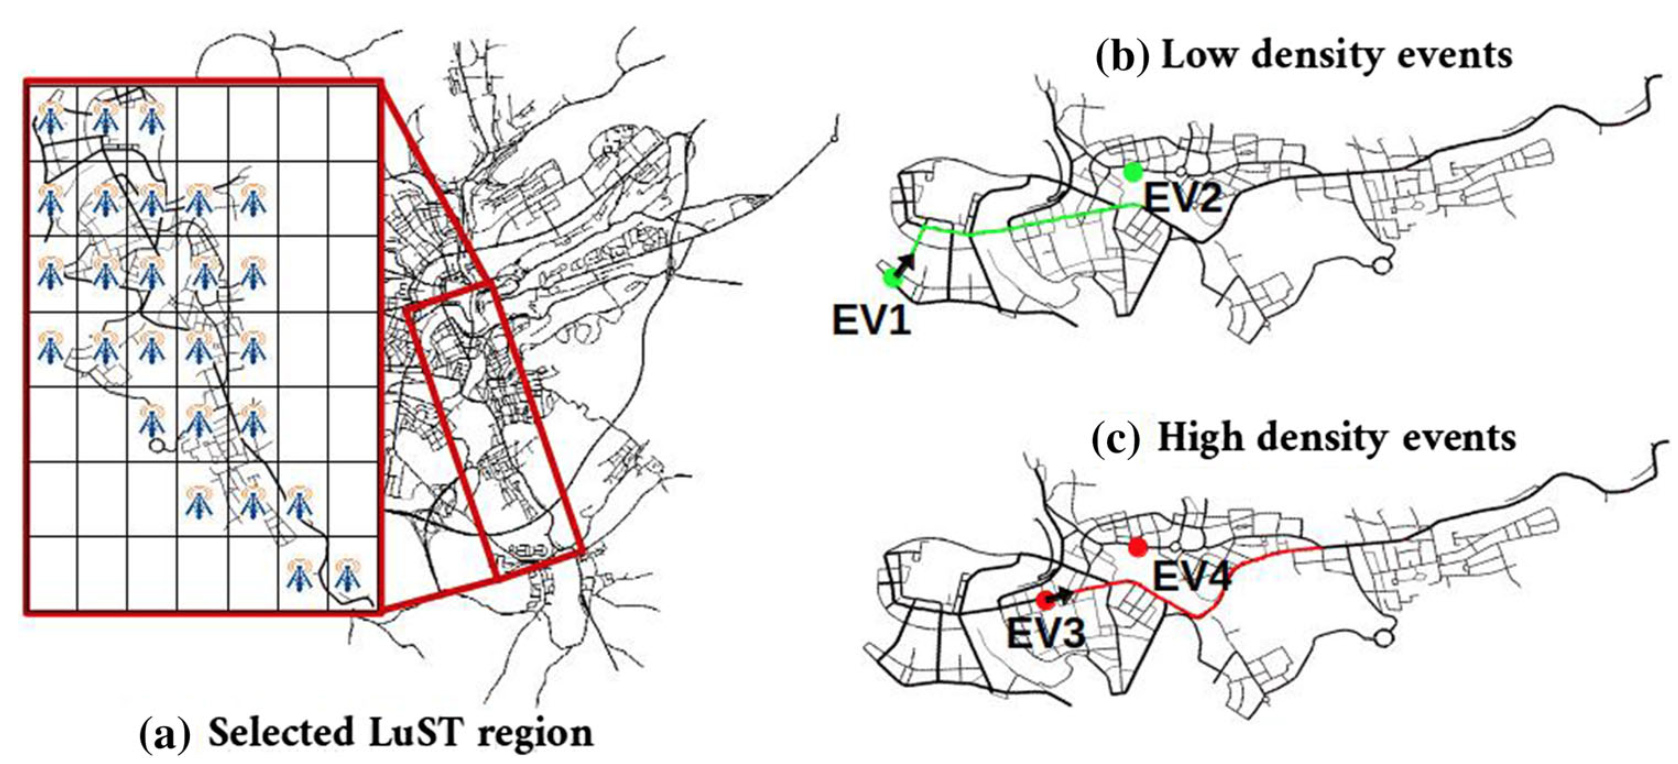 (b) Low density events
EV2
EV1
(c) High density events
EV4
EV3
(a) Selected LuST region